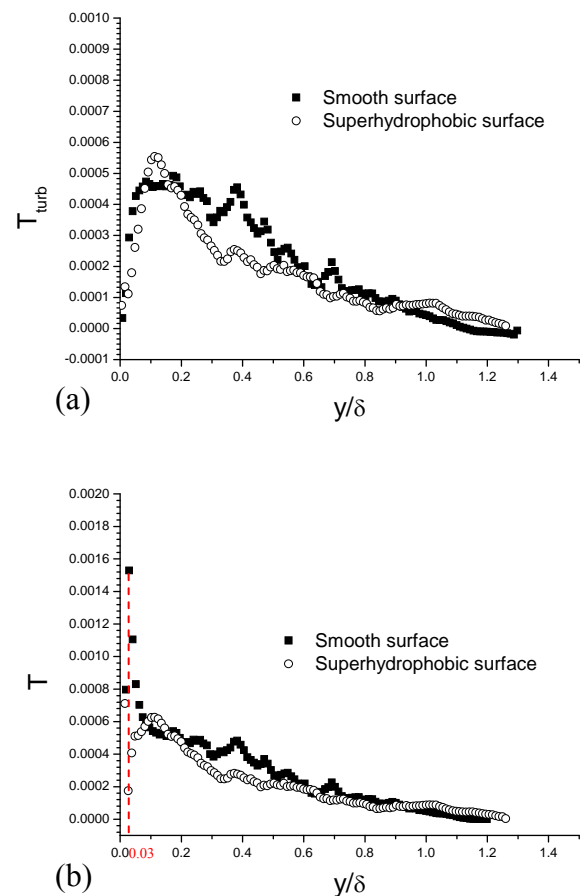 0.0010
0.0009
0.0008
0.0007
0.0006
0.0005
0.0004
0.0003
0.0002
0.0001
0.0000
-0.0001
T turb
Smooth surface
Superhydrophobic surface
0.0 0.2 0.4 0.6 0.8 1.0 1.2 1.4
(a)
y/δ
0.0020
0.0018
0.0016
0.0014
0.0012
0.0010
0.0008
0.0006
0.0004
0.0002
0.0000
T
Smooth surface
Superhydrophobic surface
0.0 0.03 0.2 0.4 0.6 0.8 1.0 1.2 1.4
(b)
y/δ